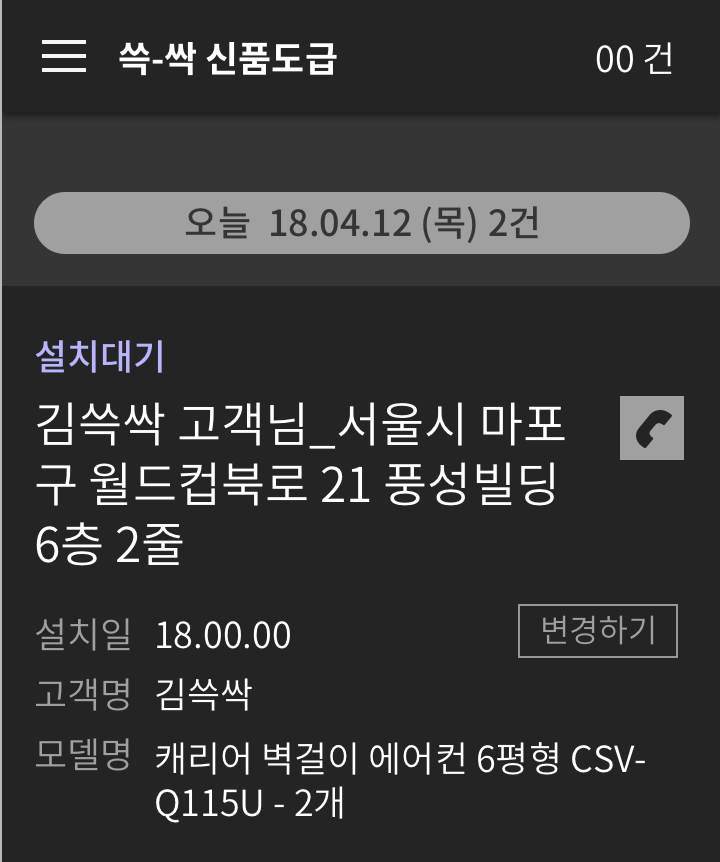 쓱-싹 신품도급 00 건
오늘 18.04.12 (목) 2건
설치대기
김쓱싹 고객님_서울시 마포
구 월드컵북로 21 풍성빌딩
6층 2줄
설치일 18.00.00 변경하기
고객명 김쓱싹
모델명 캐리어 벽걸이 에어컨 6평형 CSV-
Q115U - 2개